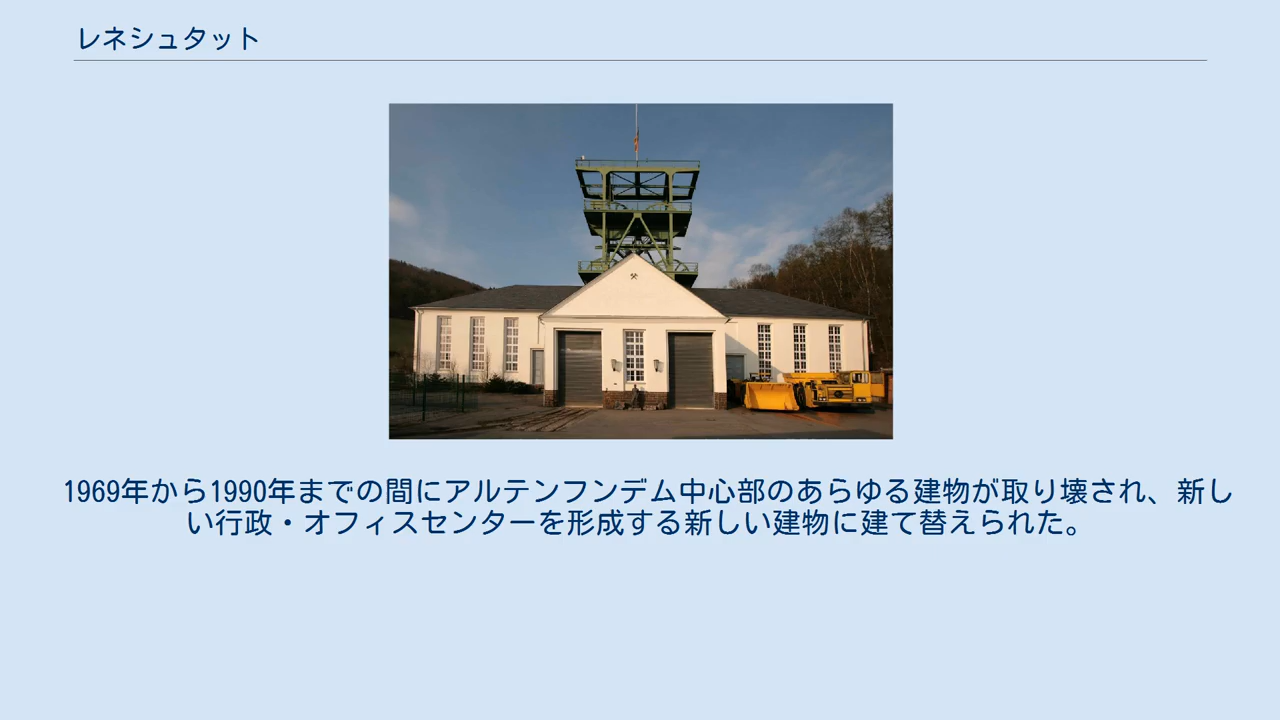 レネシュタット
1969年から1990年までの間にアルテンフンデム中心部のあらゆる建物が取り壊され、新し
い行政・オフィスセンターを形成する新しい建物に建て替えられた。